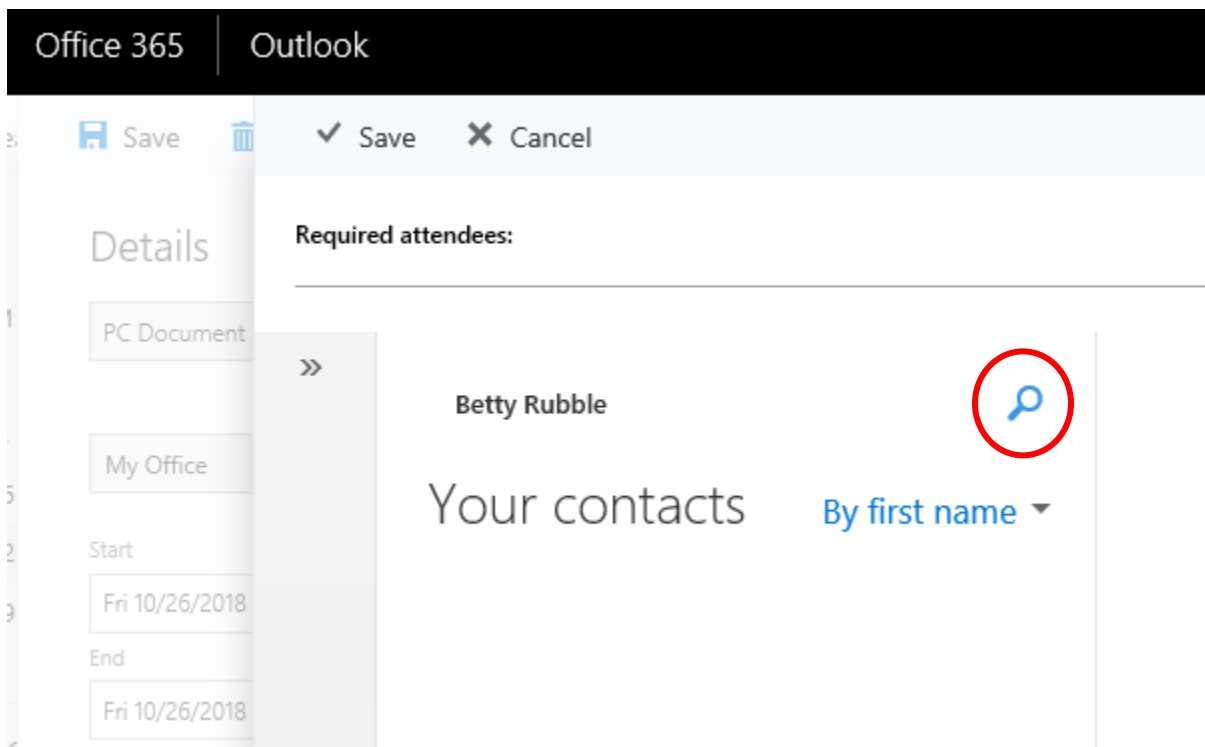 Office 365 Outlook
Save
Save Cancel
Details
Required attendees:
PC Document
»
Betty Rubble
My Office
Your contacts By first name
Start
Fri 10/26/2018
End
Fri 10/26/2018